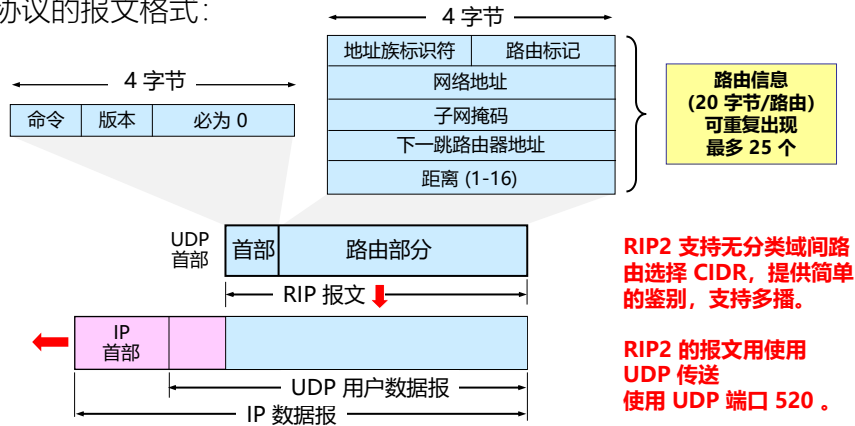 协议的报文格式：
4 字节
地址族标识符 路由标记
网络地址
子网掩码
下一跳路由器地址
距离 (1-16)
路由信息
(20 字节/路由)
可重复出现
最多 25 个
4 字节
命令 版本 必为 0
UDP
首部
首部 路由部分
RIP 报文
IP
首部
UDP 用户数据报
IP 数据报
RIP2 支持无分类域间路
由选择 CIDR，提供简单
的鉴别，支持多播。
RIP2 的报文用使用
UDP 传送
使用 UDP 端口 520 。